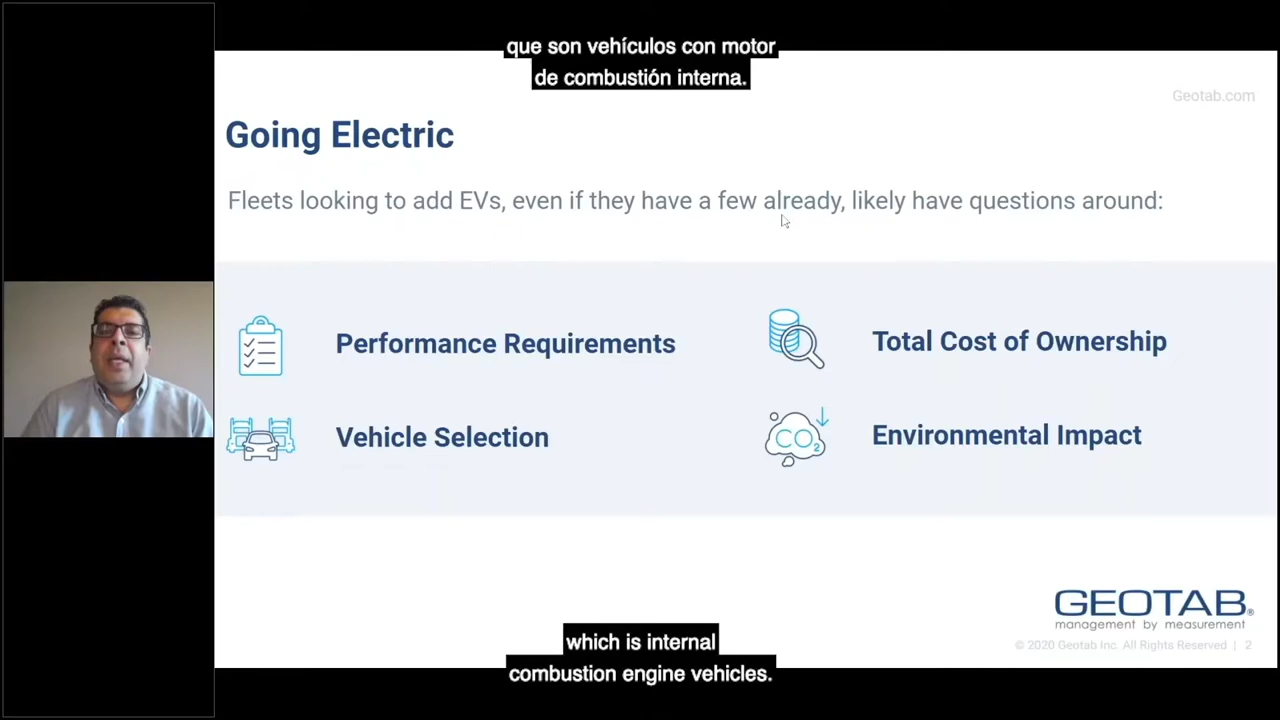 que son vehículos con motor
de combustión interna.
Geotab.com
Going Electric
Fleets looking to add EVs, even if they have a few already, likely have questions around:
Performance Requirements
Total Cost of Ownership
Vehicle Selection
CO2
Environmental Impact
GEOTAB®
management by measurement
© 2020 Geotab Inc. All Rights Reserved | 2
which is internal
combustion engine vehicles.